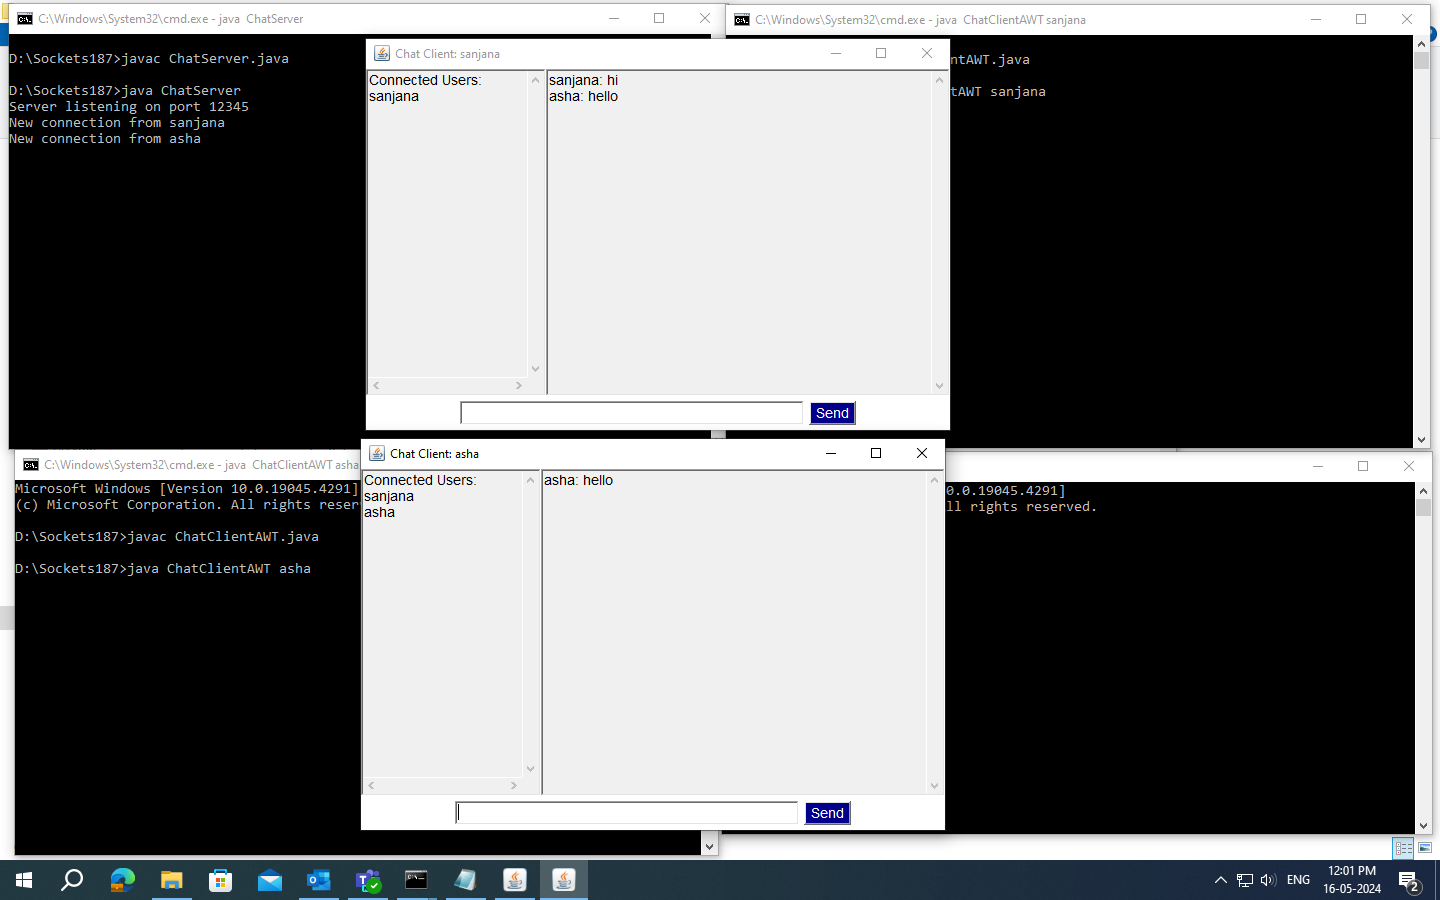 C:\Windows\System32\cmd.exe - java  ChatServer
D:\Sockets187>javac ChatServer.java
D:\Sockets187>java ChatServer
Server listening on port 12345
New connection from sanjana
New connection from asha
C:\Windows\System32\cmd.exe - java  ChatClientAWT sanjana
ntAWT.java
tAWT sanjana
Chat Client: sanjana
Connected Users:
sanjana
sanjana: hi
asha: hello
Send
C:\Windows\System32\cmd.exe - java  ChatClientAWT asha
Microsoft Windows [Version 10.0.19045.4291]
(c) Microsoft Corporation. All rights reser
D:\Sockets187>javac ChatClientAWT.java
D:\Sockets187>java ChatClientAWT asha
Chat Client: asha
Connected Users:
sanjana
asha
asha: hello
Send
0.0.19045.4291]
ll rights reserved.
ENG
12:01 PM
16-05-2024
2